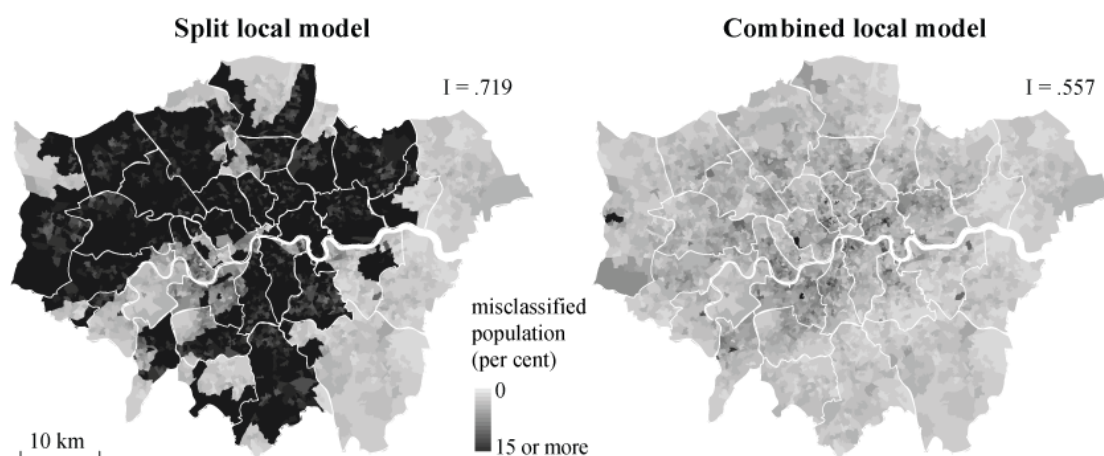 Split local model
I = .719
Combined local model
I = .557
misclassified
population
(per cent)
0
15 or more
10 km